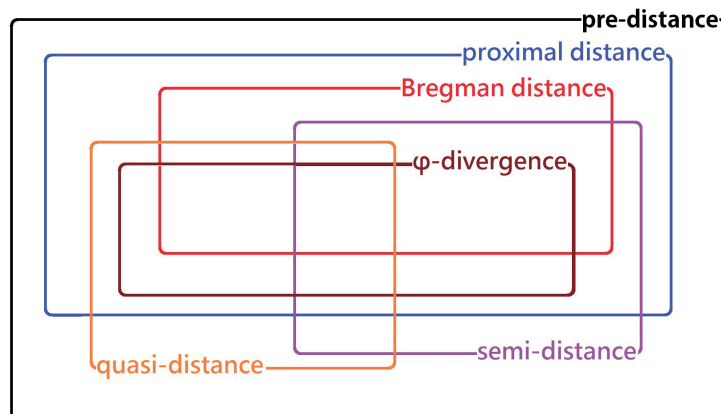 pre-distance
proximal distance
Bregman distance
φ-divergence
semi-distance
quasi-distance